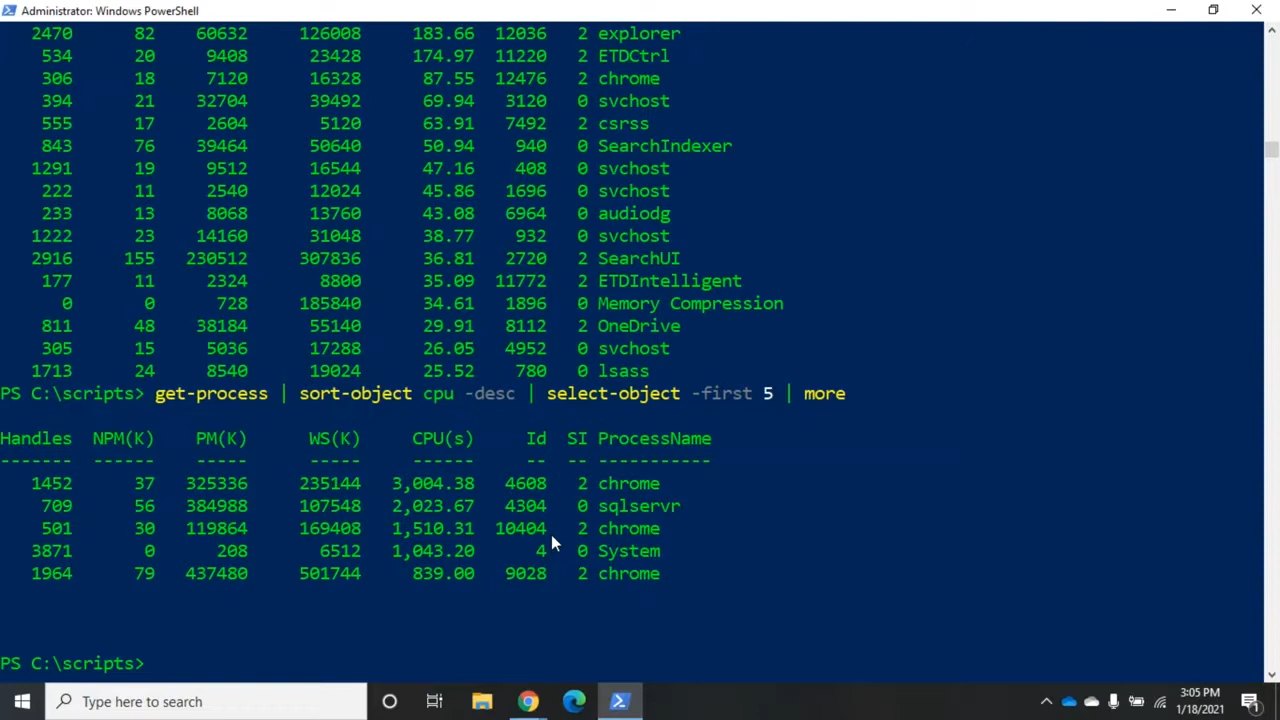 Administrator: Windows PowerShell
2470 82 60632 126008 183.66 12036 2 explorer
534 20 9408 23428 174.97 11220 2 ETDCtrl
306 18 7120 16328 87.55 12476 2 chrome
394 21 32704 39492 69.94 3120 0 svchost
555 17 2604 5120 63.91 7492 2 csrss
843 76 39464 50640 50.94 940 0 SearchIndexer
1291 19 9512 16544 47.16 408 0 svchost
222 11 2540 12024 45.86 1696 0 svchost
233 13 8068 13760 43.08 6964 0 audiodg
1222 23 14160 31048 38.77 932 0 svchost
2916 155 230512 307836 36.81 2720 2 SearchUI
177 11 2324 8800 35.09 11772 2 ETDIntelligent
0 0 728 185840 34.61 1896 0 Memory Compression
811 48 38184 55140 29.91 8112 2 OneDrive
305 15 5036 17288 26.05 4952 0 svchost
1713 24 8540 19024 25.52 780 0 lsass
PS C:\scripts> get-process | sort-object cpu -desc | select-object -first 5 | more
Handles NPM(K) PM(K) WS(K) CPU(s) Id SI ProcessName
------- ------ ----- ----- ------ -- -- -----------
1452 37 325336 235144 3,004.38 4608 2 chrome
709 56 384988 107548 2,023.67 4304 0 sqlservr
501 30 119864 169408 1,510.31 10404 2 chrome
3871 0 208 6512 1,043.20 4 0 System
1964 79 437480 501744 839.00 9028 2 chrome
PS C:\scripts>
Type here to search
3:05 PM
1/18/2021
1